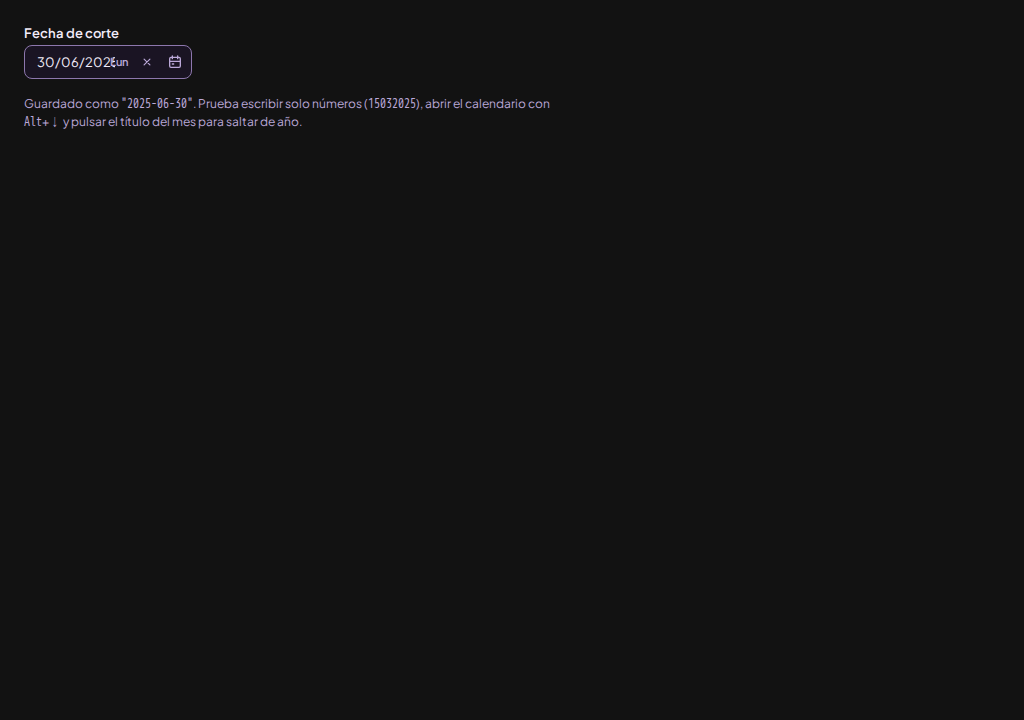 Fecha de corte
30/06/202
Guardado como "2025-06-30". Prueba escribir solo números (15032025), abrir el calendario con
Alt+↓ y pulsar el título del mes para saltar de año.